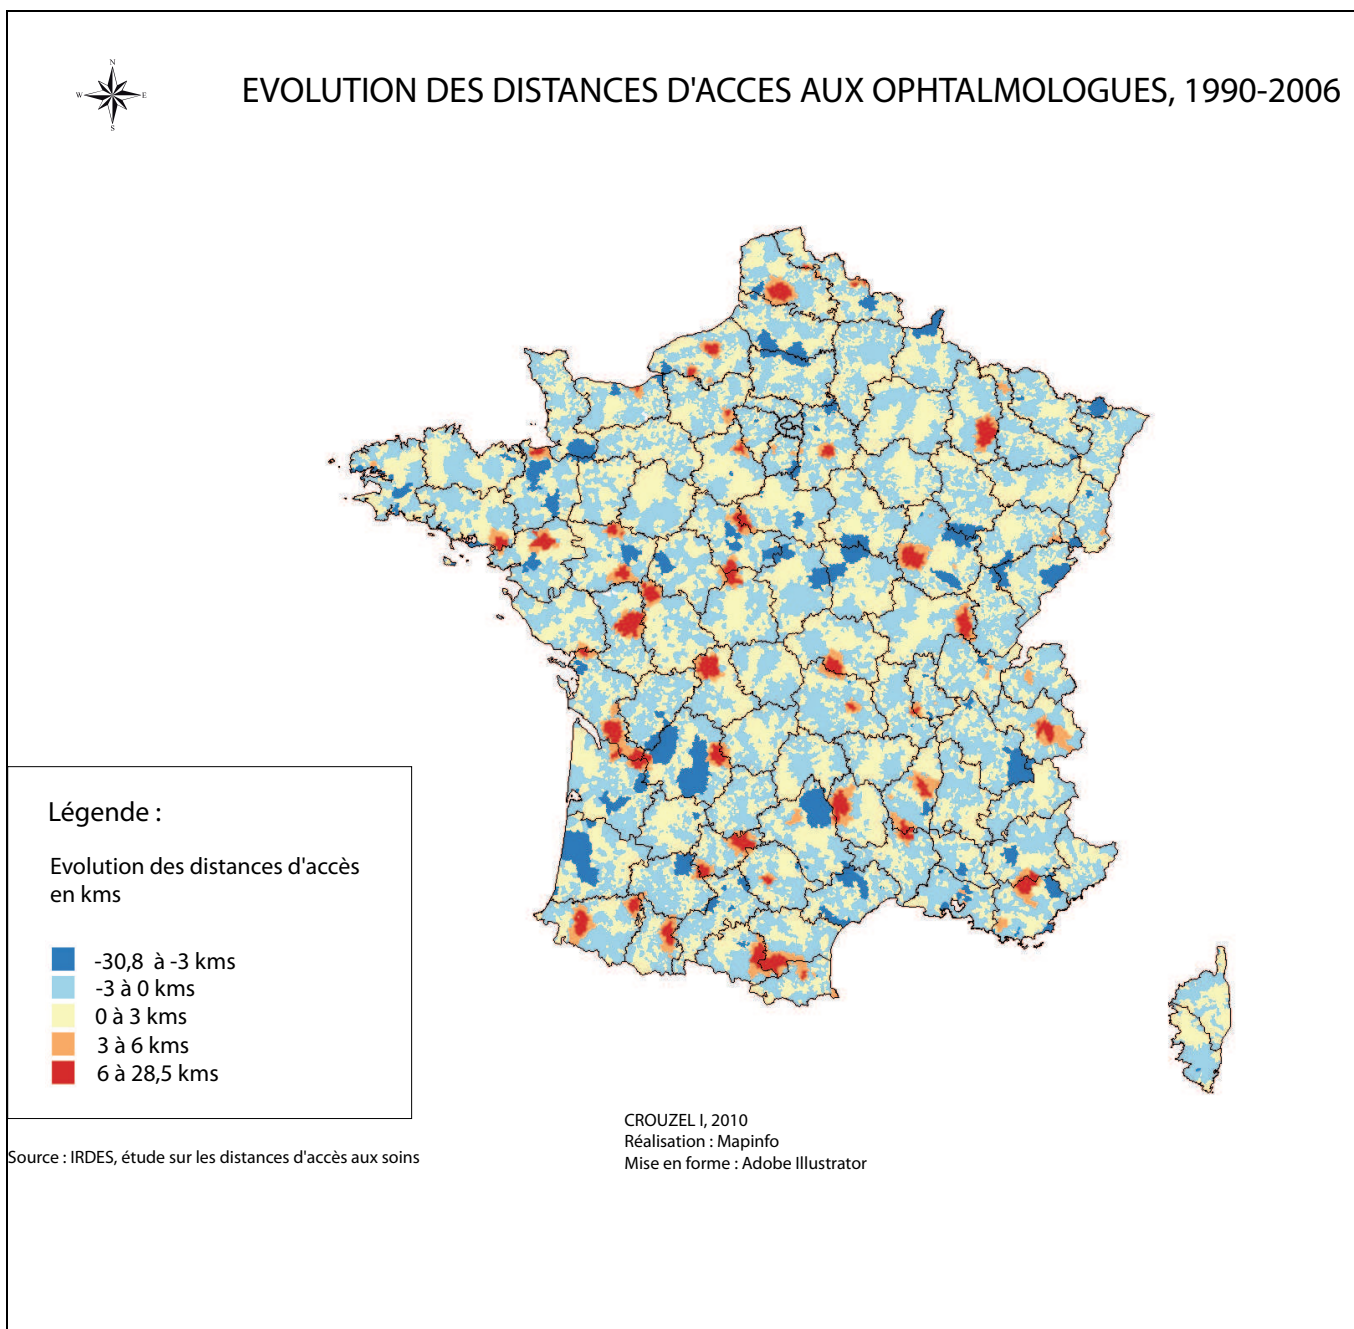 N
W
E
S
EVOLUTION DES DISTANCES D'ACCES AUX OPHTALMOLOGUES, 1990-2006
Légende :
Evolution des distances d'accès
en kms
-30,8 à -3 kms
-3 à 0 kms
0 à 3 kms
3 à 6 kms
6 à 28,5 kms
CROUZEL I, 2010
Réalisation : Mapinfo
Mise en forme : Adobe Illustrator
Source : IRDES, étude sur les distances d'accès aux soins